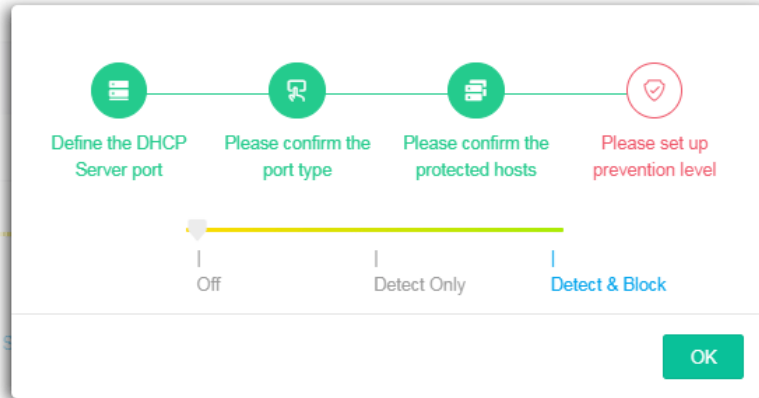 Define the DHCP
Server port
Please confirm the
port type
Please confirm the
protected hosts
Please set up
prevention level
Off
Detect Only
Detect & Block
OK